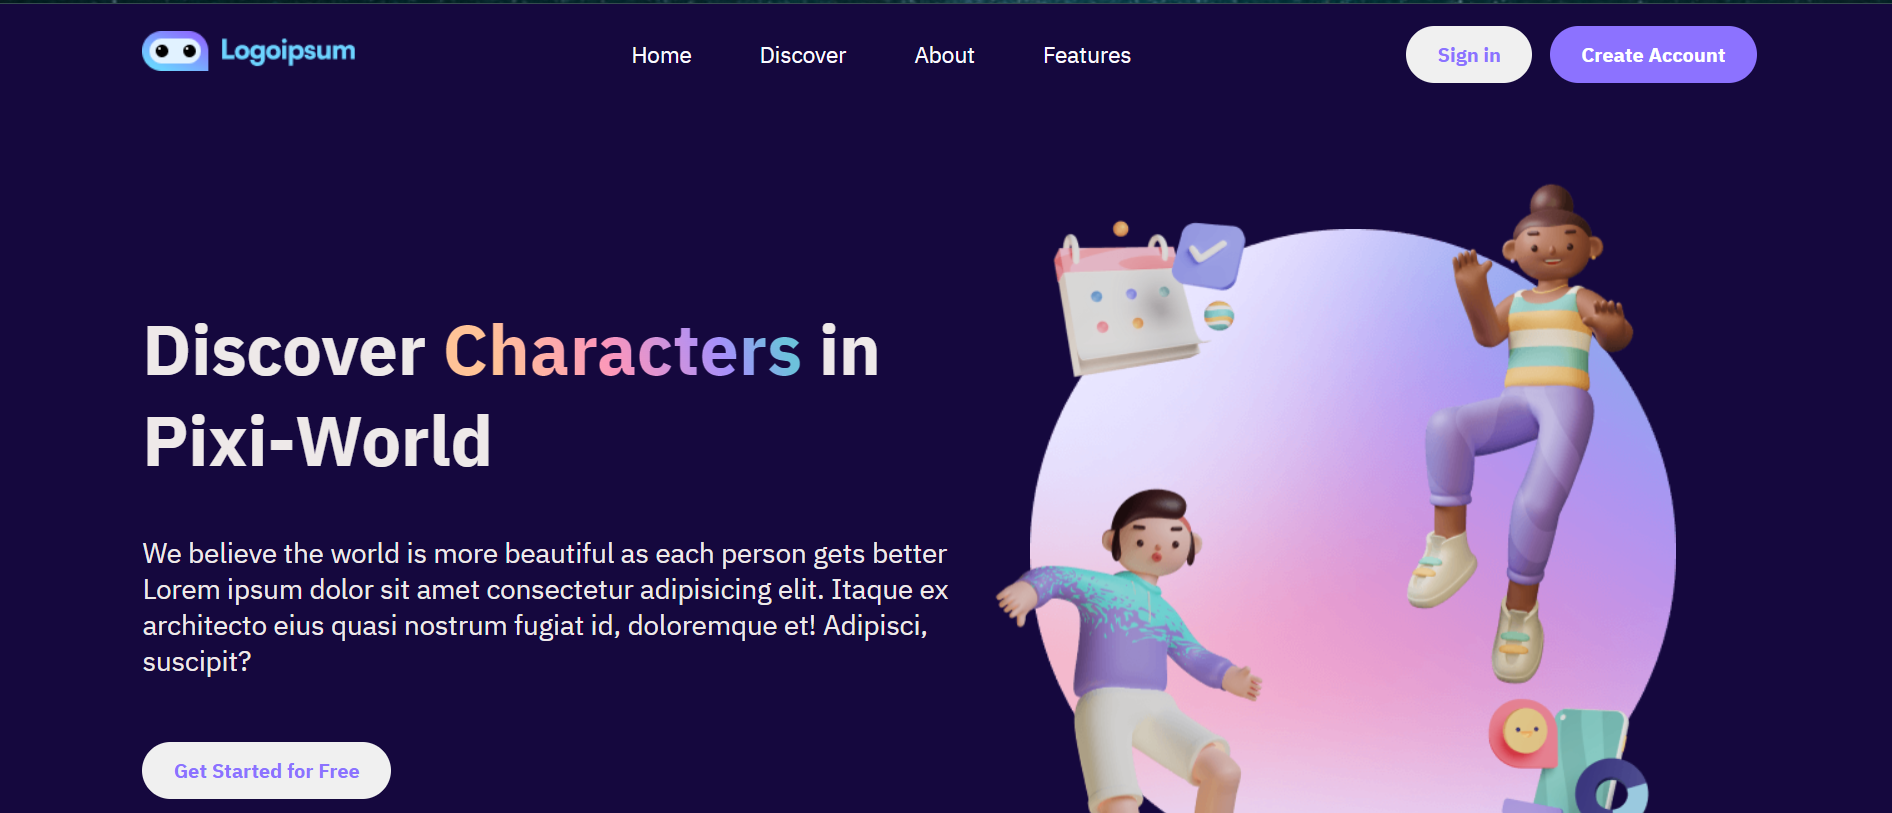 Logoipsum
Home
Discover
About
Features
Sign in
Create Account
Discover Characters in
Pixi-World
We believe the world is more beautiful as each person gets better
Lorem ipsum dolor sit amet consectetur adipisicing elit. Itaque ex
architecto eius quasi nostrum fugiat id, doloremque et! Adipisci,
suscipit?
Get Started for Free